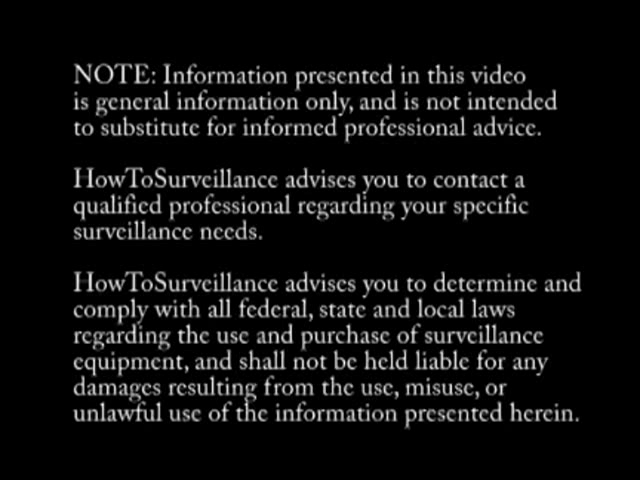 NOTE: Information presented in this video
is general information only, and is not intended
to substitute for informed professional advice.
HowToSurveillance advises you to contact a
qualified professional regarding your specific
surveillance needs.
HowToSurveillance advises you to determine and
comply with all federal, state and local laws
regarding the use and purchase of surveillance
equipment, and shall not be held liable for any
damages resulting from the use, misuse, or
unlawful use of the information presented herein.